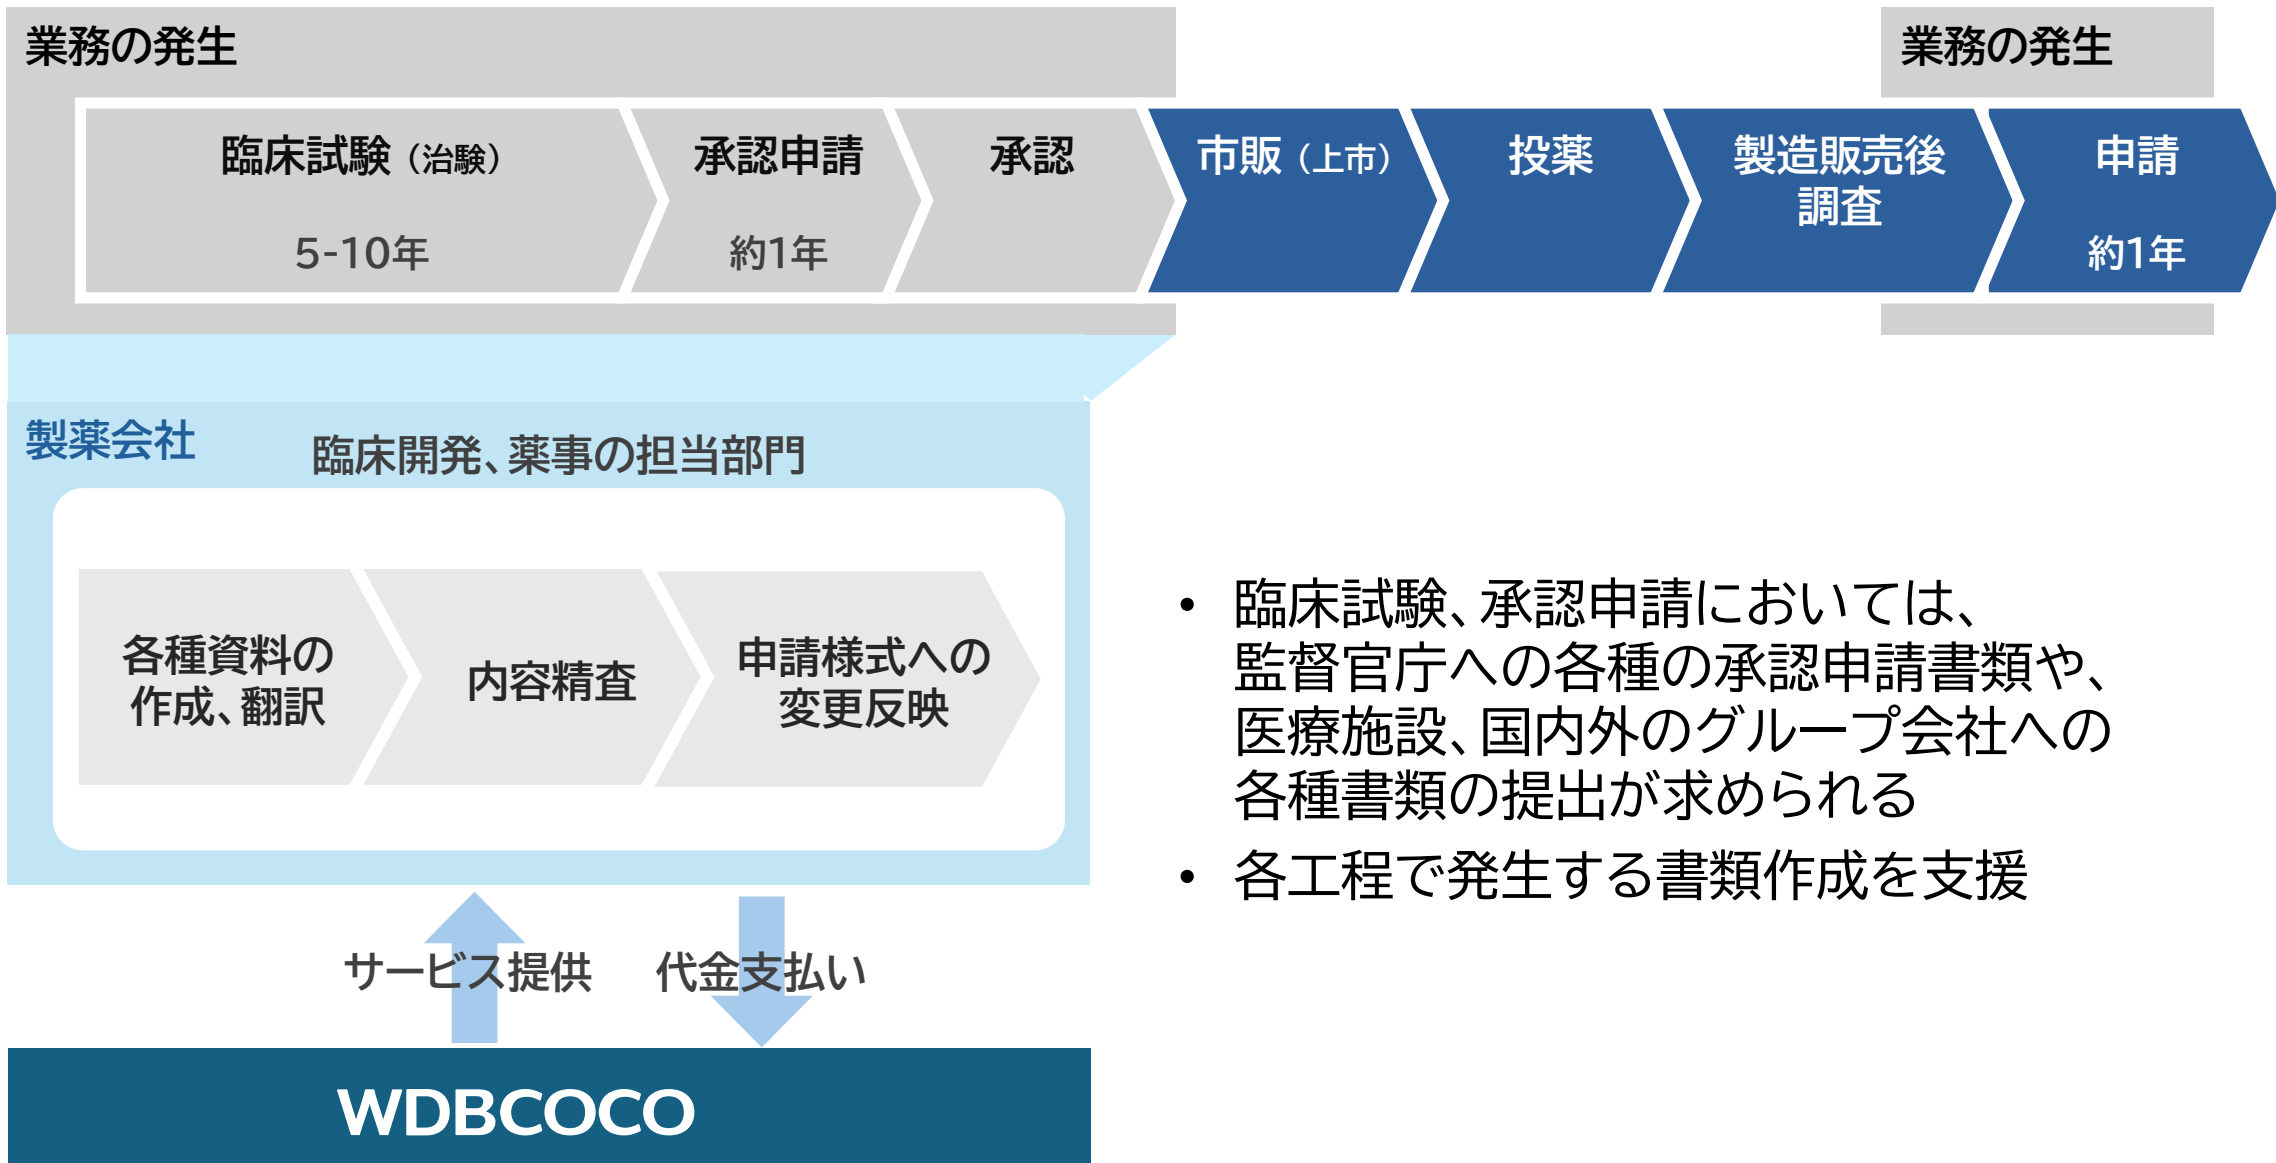 業務の発生
業務の発生
臨床試験（治験）
5-10年
承認申請
約1年
承認
市販（上市）
投薬
製造販売後
調査
申請
約1年
製薬会社
臨床開発、薬事の担当部門
各種資料の
作成、翻訳
内容精査
申請様式への
変更反映
・ 臨床試験、承認申請においては、
監督官庁への各種の承認申請書類や、
医療施設、国内外のグループ会社への
各種書類の提出が求められる
・ 各工程で発生する書類作成を支援
サービス提供
代金支払い
WDBCOCO